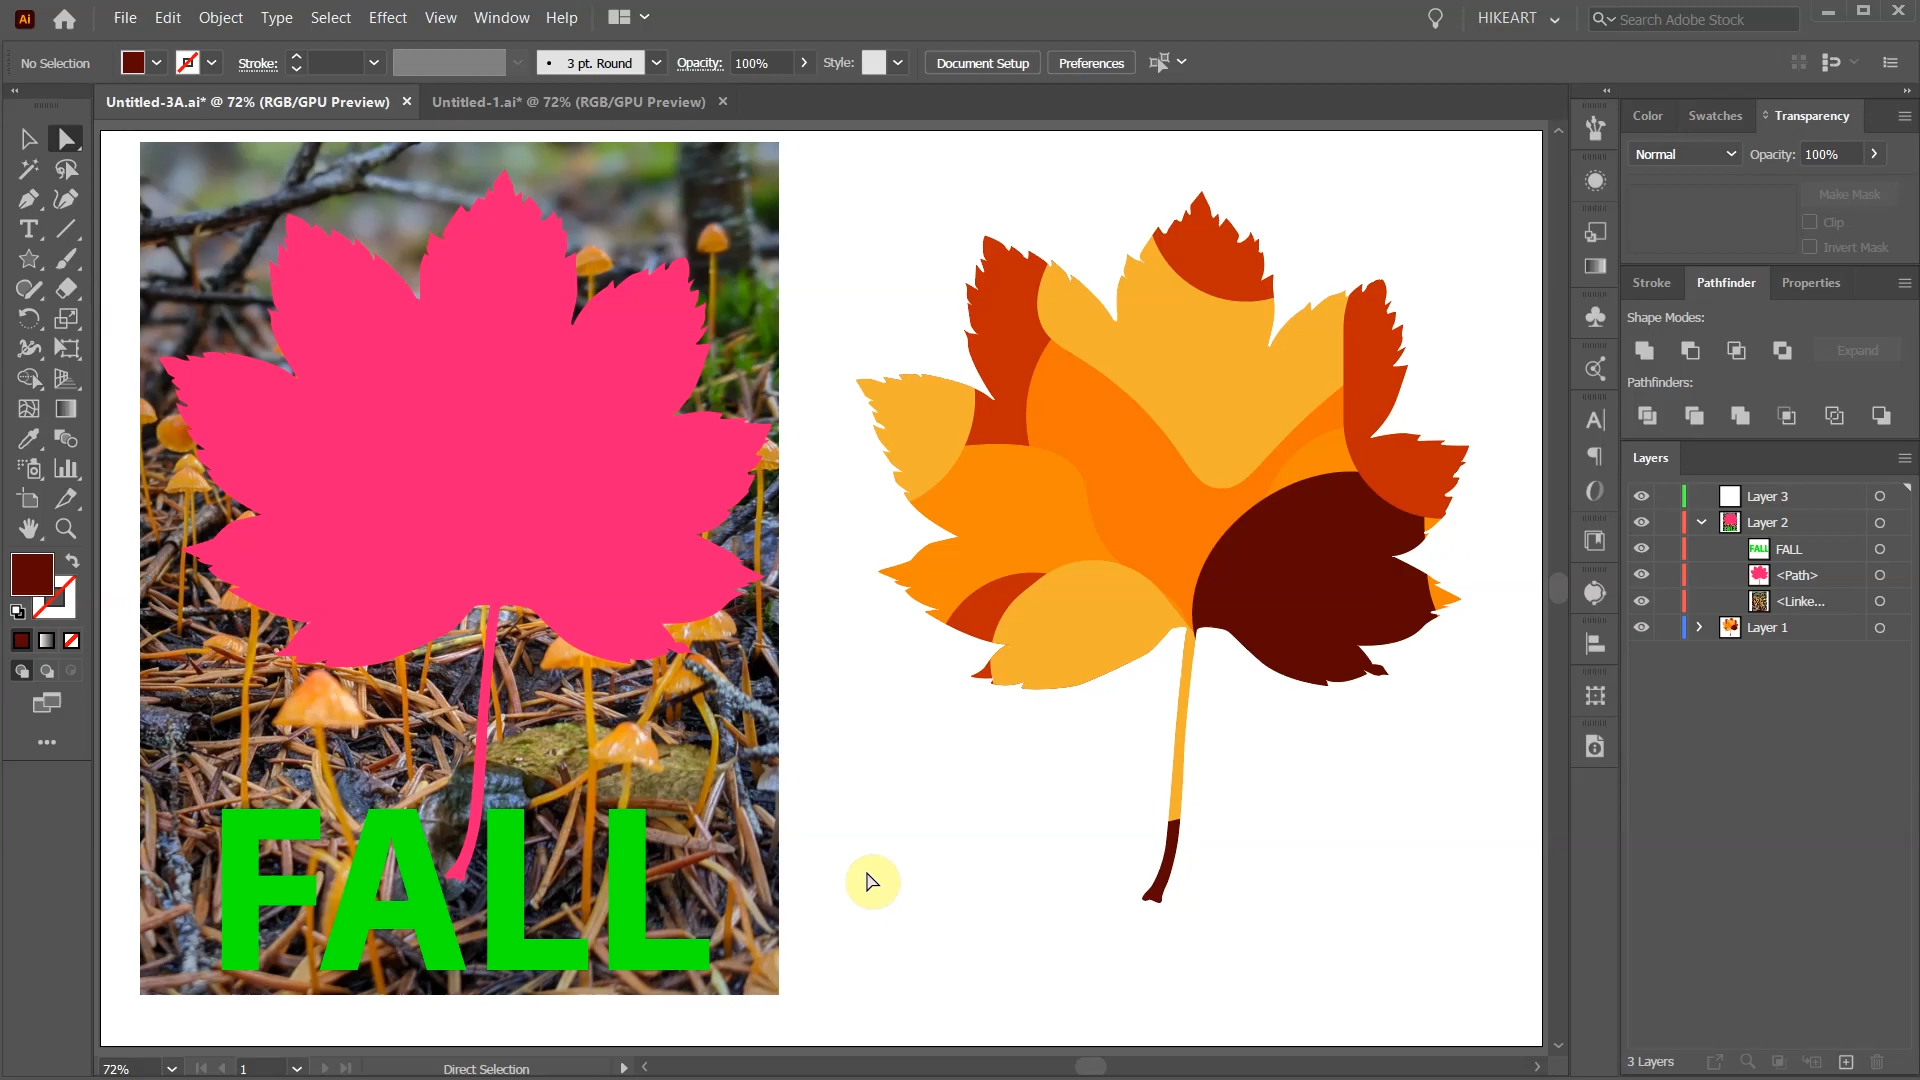 Ai File Edit Object Type Select Effect View Window Help HIKEART Search Adobe Stock
No Selection Stroke: 3 pt. Round Opacity: 100% Style: Document Setup Preferences
Untitled-3A.ai* @ 72% (RGB/GPU Preview) × Untitled-1.ai* @ 72% (RGB/GPU Preview) ×
Color Swatches Transparency
Normal Opacity: 100%
Make Mask
Clip
Invert Mask
Stroke Pathfinder Properties
Shape Modes:
Expand
Pathfinders:
Layers
Layer 3
Layer 2
FALL FALL
<Path>
<Linke...
Layer 1
FALL
3 Layers
72% 1 Direct Selection